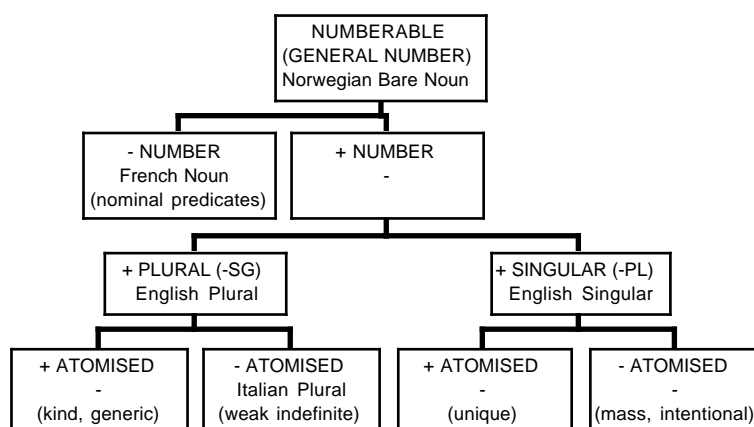 NUMBERABLE
(GENERAL NUMBER)
Norwegian Bare Noun
- NUMBER
French Noun
(nominal predicates)
+ NUMBER
-
+ PLURAL (-SG)
English Plural
+ SINGULAR (-PL)
English Singular
+ ATOMISED
-
(kind, generic)
- ATOMISED
Italian Plural
(weak indefinite)
+ ATOMISED
-
(unique)
- ATOMISED
-
(mass, intentional)